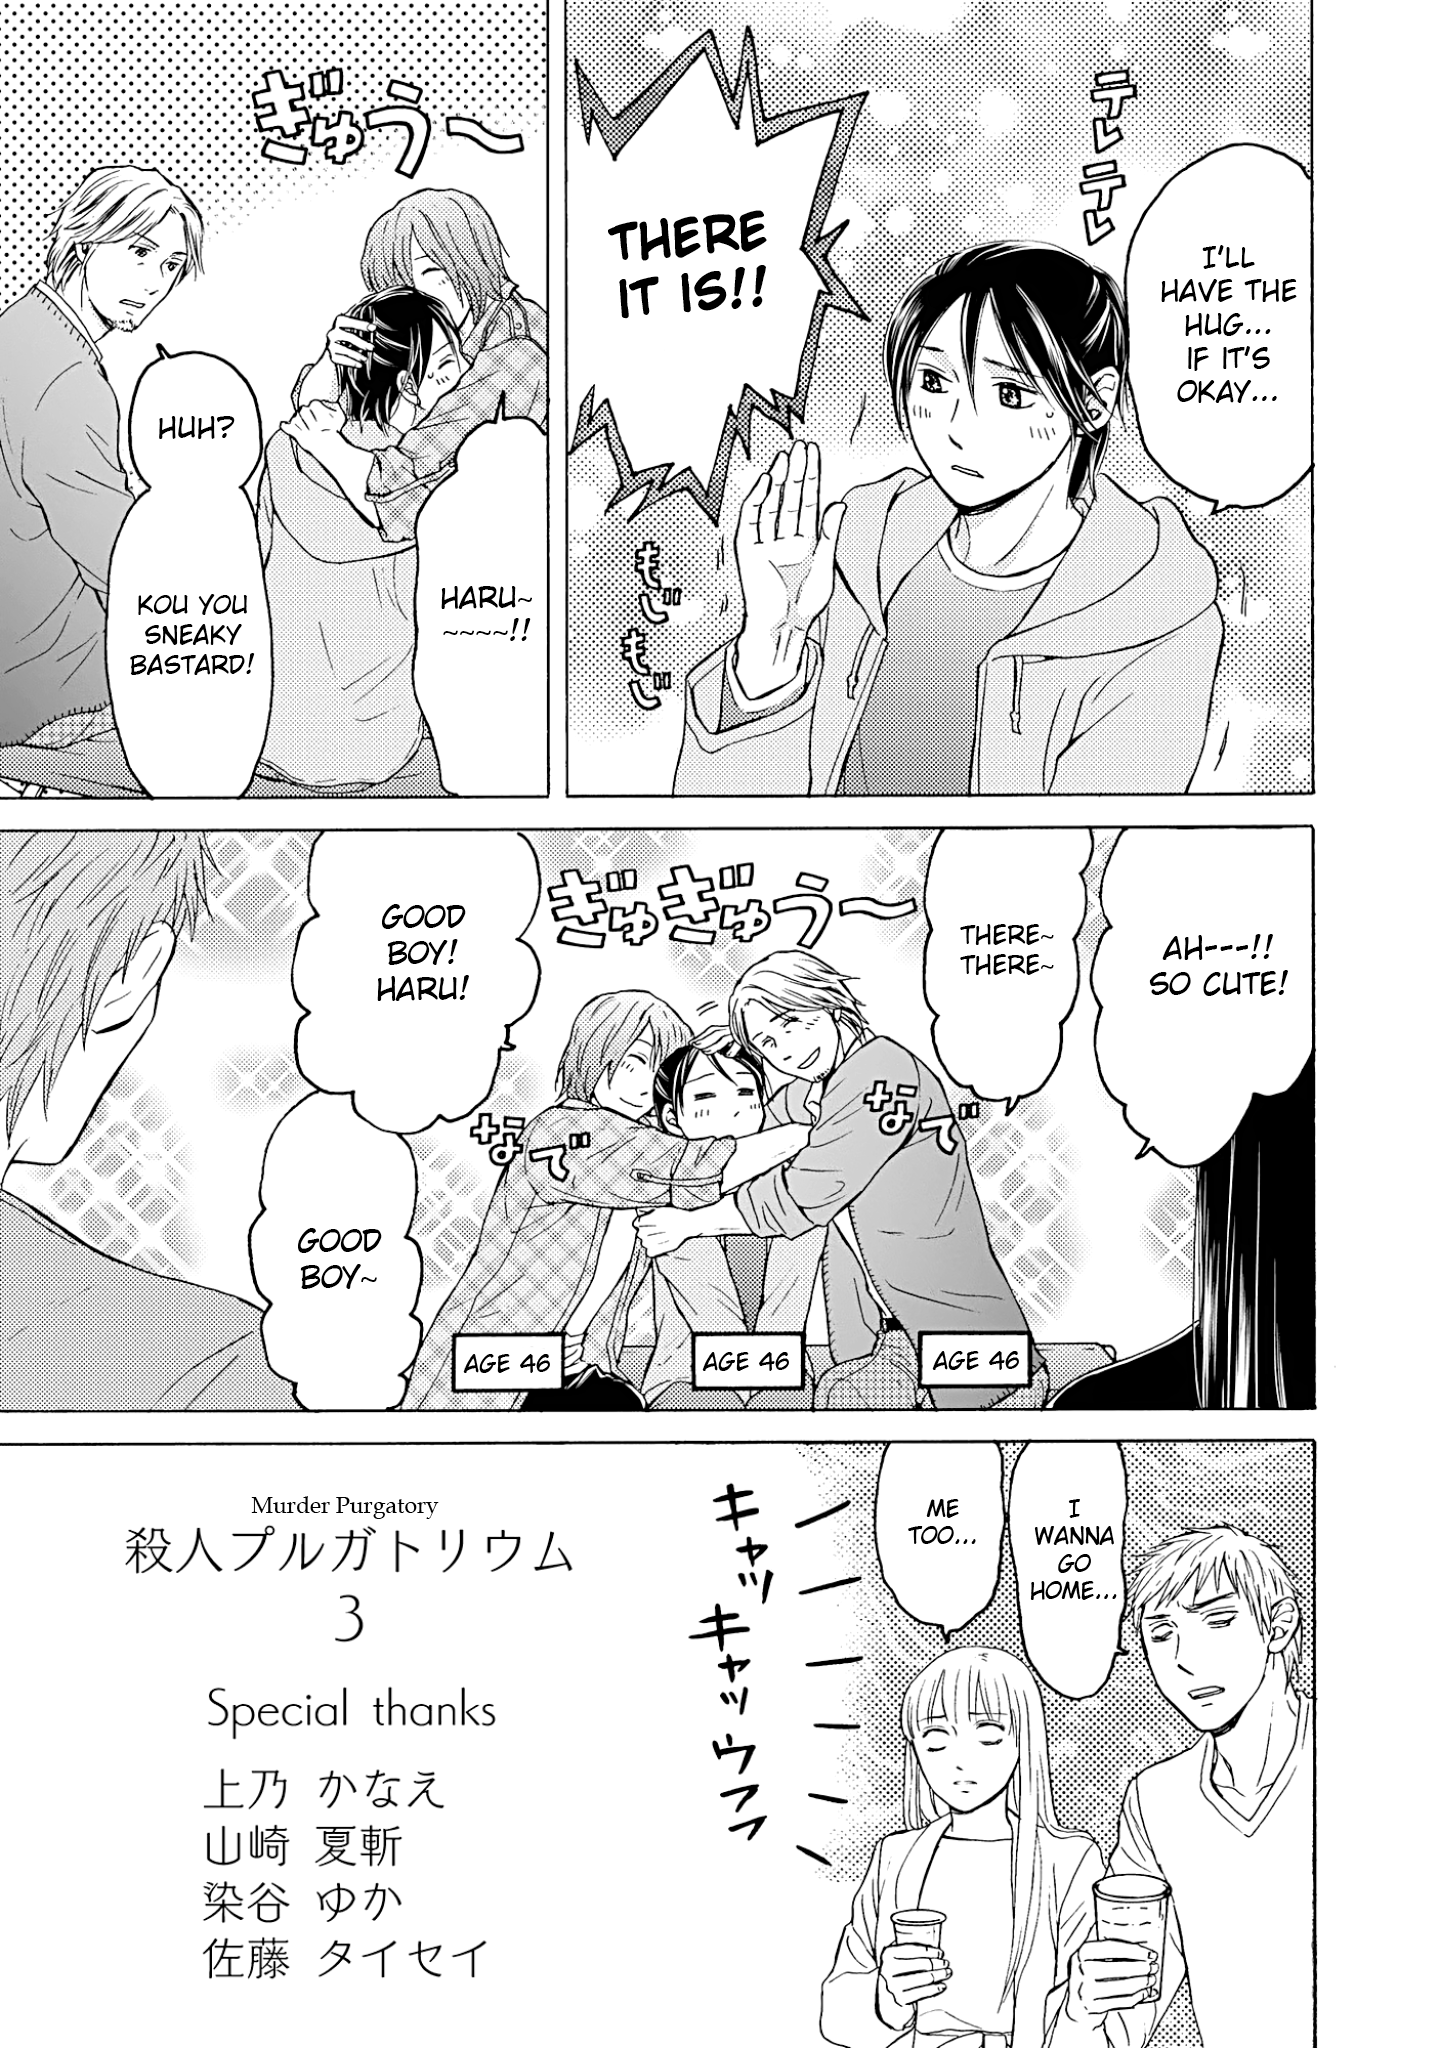 テレテレ
I'LL
HAVE THE
HUG...
IF IT'S
OKAY...
THERE
IT IS!!
もじもじ
ぎゅう〜
HARU~
~~~~!!
HUH?
KOU YOU
SNEAKY
BASTARD!
AH---!!
SO CUTE!
THERE~
THERE~
ぎゅぎゅう〜
GOOD
BOY!
HARU!
GOOD
BOY~
なで
なで
AGE 46
AGE 46
AGE 46
I
WANNA
GO
HOME...
ME
TOO...
キャッキャッウフフ
Murder Purgatory
殺人プルガトリウム
3
Special thanks
上乃 かなえ
山崎 夏斬
染谷 ゆか
佐藤 タイセイ